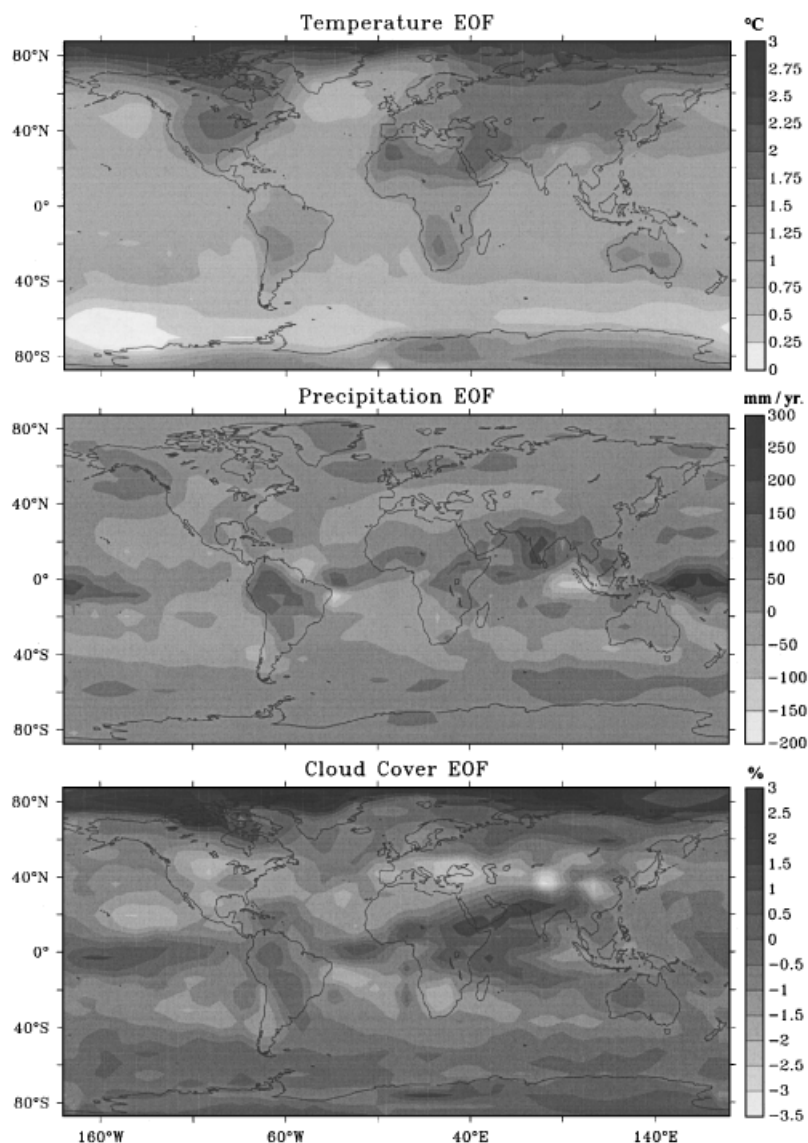 Temperature EOF
°C
80°N
40°N
0°
40°S
80°S
3
2.75
2.5
2.25
2
1.75
1.5
1.25
1
0.75
0.5
0.25
0
Precipitation EOF
mm / yr.
80°N
40°N
0°
40°S
80°S
300
250
200
150
100
50
0
−50
−100
−150
−200
Cloud Cover EOF
%
80°N
40°N
0°
40°S
80°S
3
2.5
2
1.5
1
0.5
0
−0.5
−1
−1.5
−2
−2.5
−3
−3.5
160°W
60°W
40°E
140°E